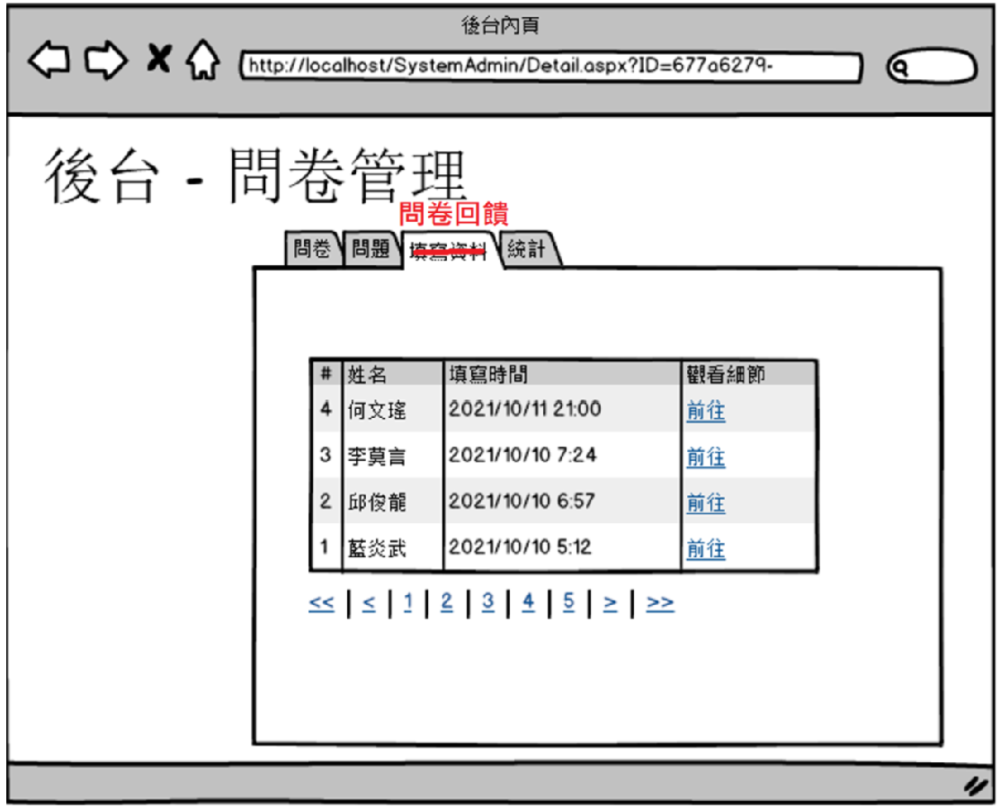 後台內頁
http://localhost/SystemAdmin/Detail.aspx?ID=677a6279-
後台 - 問卷管理
問卷回饋
問卷 問題 填寫資料 統計
# 姓名 填寫時間 觀看細節
4 何文瑤 2021/10/11 21:00 前往
3 李莫言 2021/10/10 7:24 前往
2 邱俊龍 2021/10/10 6:57 前往
1 藍炎武 2021/10/10 5:12 前往
<< | < | 1 | 2 | 3 | 4 | 5 | > | >>